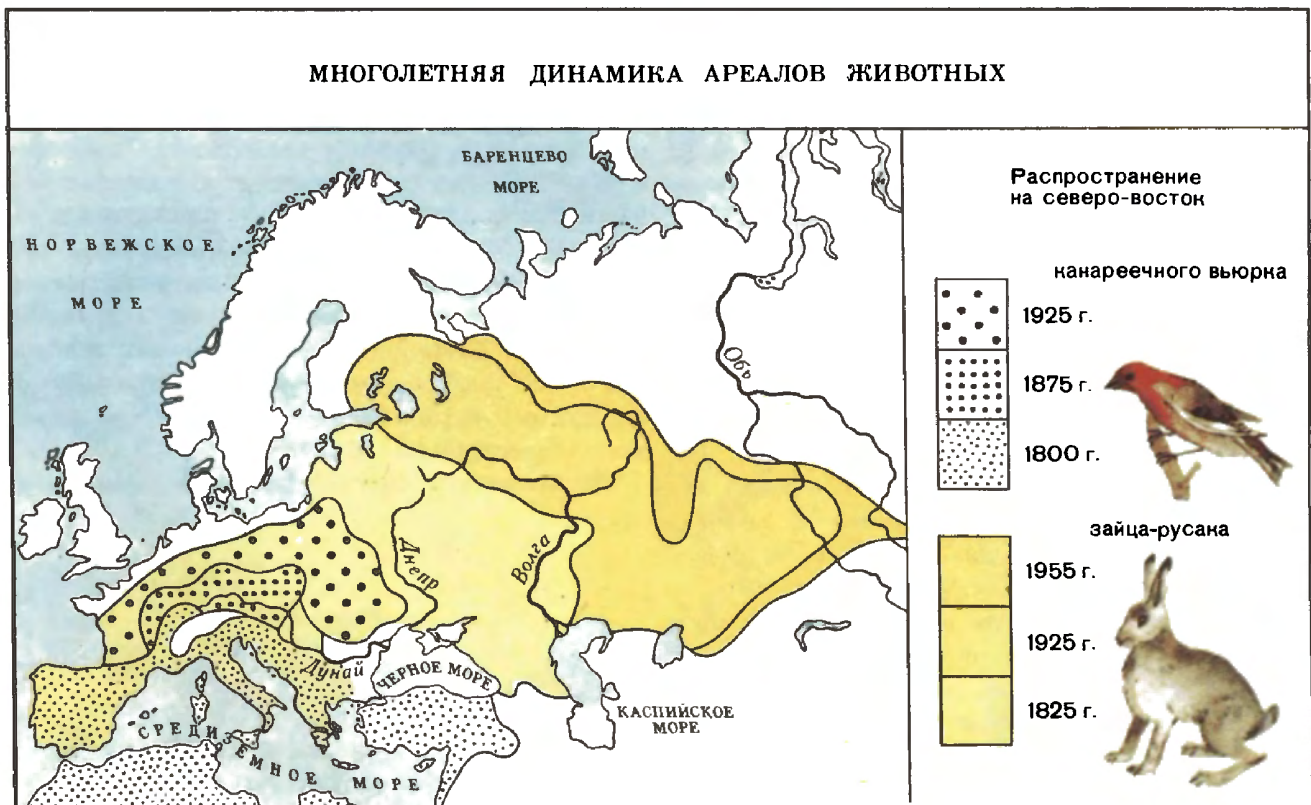 МНОГОЛЕТНЯЯ ДИНАМИКА АРЕАЛОВ ЖИВОТНЫХ
БАРЕНЦЕВО
МОРЕ
НОРВЕЖСКОЕ
МОРЕ
Обь
Днепр
Волга
Дунай
ЧЕРНОЕ МОРЕ
КАСПИЙСКОЕ
МОРЕ
СРЕДИЗЕМНОЕ МОРЕ
Распространение
на северо-восток
канареечного вьюрка
1925 г.
1875 г.
1800 г.
зайца-русака
1955 г.
1925 г.
1825 г.